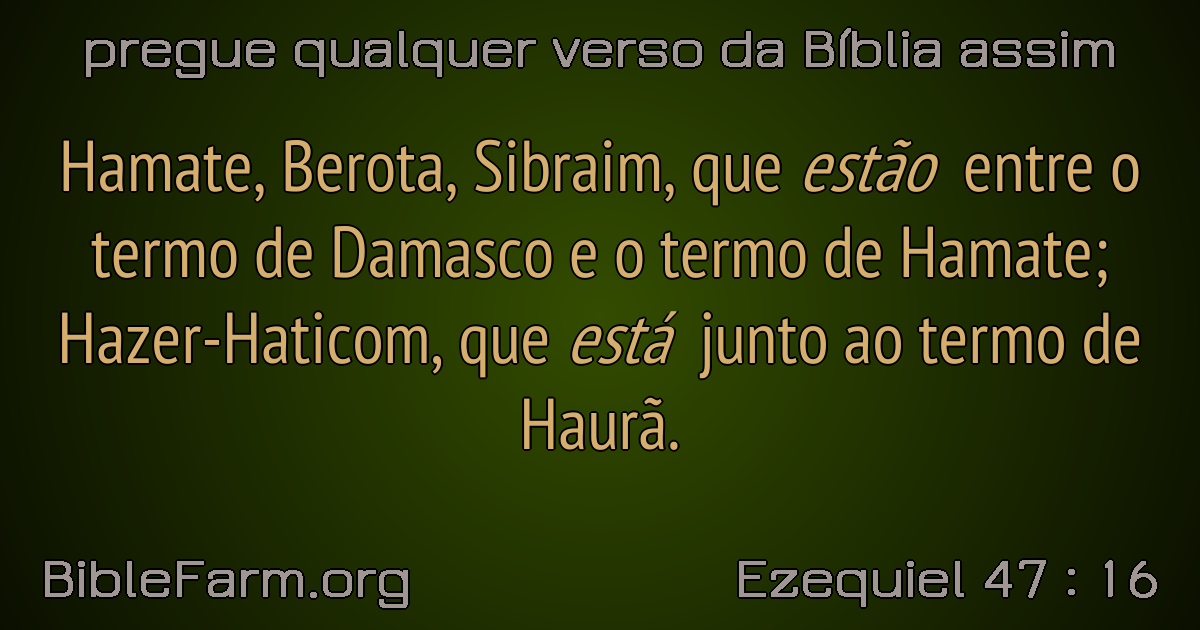 pregue qualquer verso da Bíblia assim
Hamate, Berota, Sibraim, que estão entre o
termo de Damasco e o termo de Hamate;
Hazer-Haticom, que está junto ao termo de
Haurã.
BibleFarm.org
Ezequiel 47 : 16